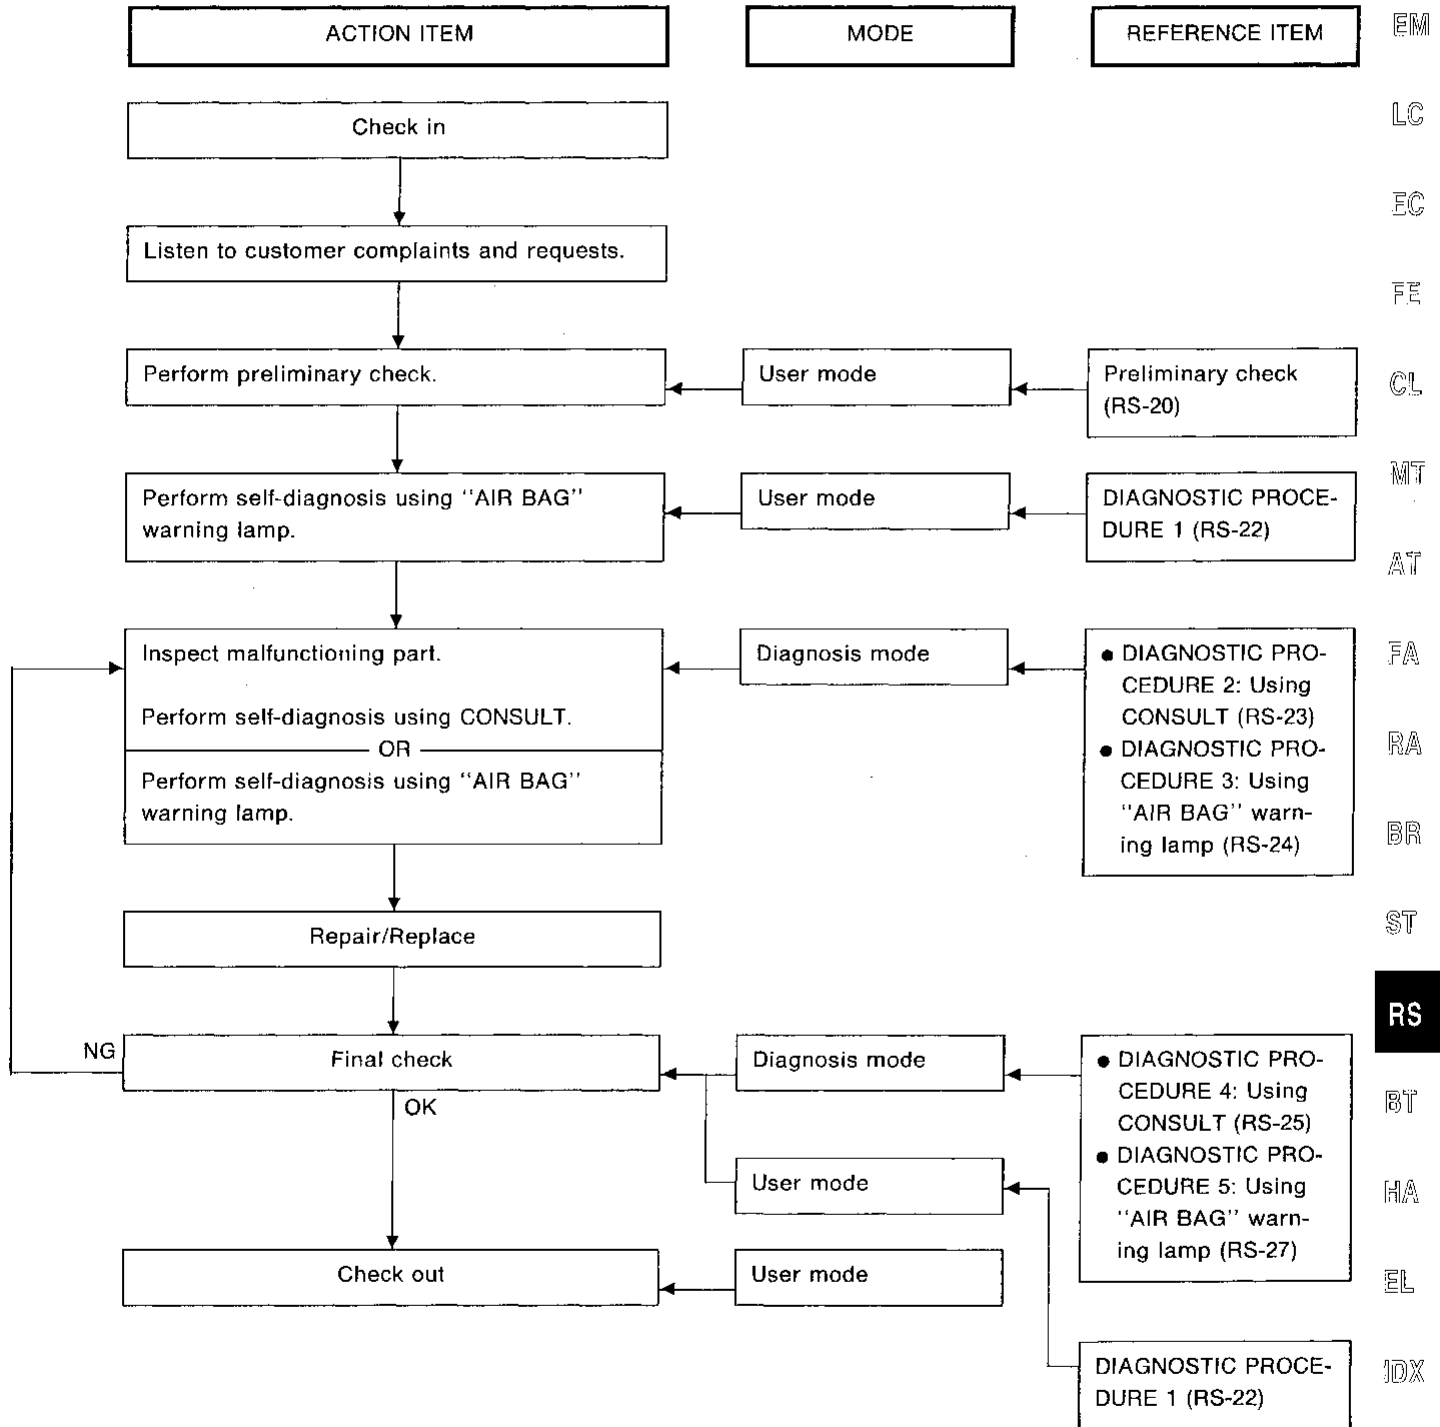 ACTION ITEM
MODE
REFERENCE ITEM
Check in
Listen to customer complaints and requests.
Perform preliminary check.
User mode
Preliminary check
(RS-20)
Perform self-diagnosis using "AIR BAG"
warning lamp.
User mode
DIAGNOSTIC PROCE-
DURE 1 (RS-22)
Inspect malfunctioning part.
Perform self-diagnosis using CONSULT.
OR
Perform self-diagnosis using "AIR BAG"
warning lamp.
Diagnosis mode
● DIAGNOSTIC PRO-
CEDURE 2: Using
CONSULT (RS-23)
● DIAGNOSTIC PRO-
CEDURE 3: Using
"AIR BAG" warn-
ing lamp (RS-24)
Repair/Replace
NG
Final check
OK
Diagnosis mode
● DIAGNOSTIC PRO-
CEDURE 4: Using
CONSULT (RS-25)
● DIAGNOSTIC PRO-
CEDURE 5: Using
"AIR BAG" warn-
ing lamp (RS-27)
User mode
Check out
User mode
DIAGNOSTIC PROCE-
DURE 1 (RS-22)
EM
LC
EC
FE
CL
MT
AT
FA
RA
BR
ST
RS
BT
HA
EL
IDX